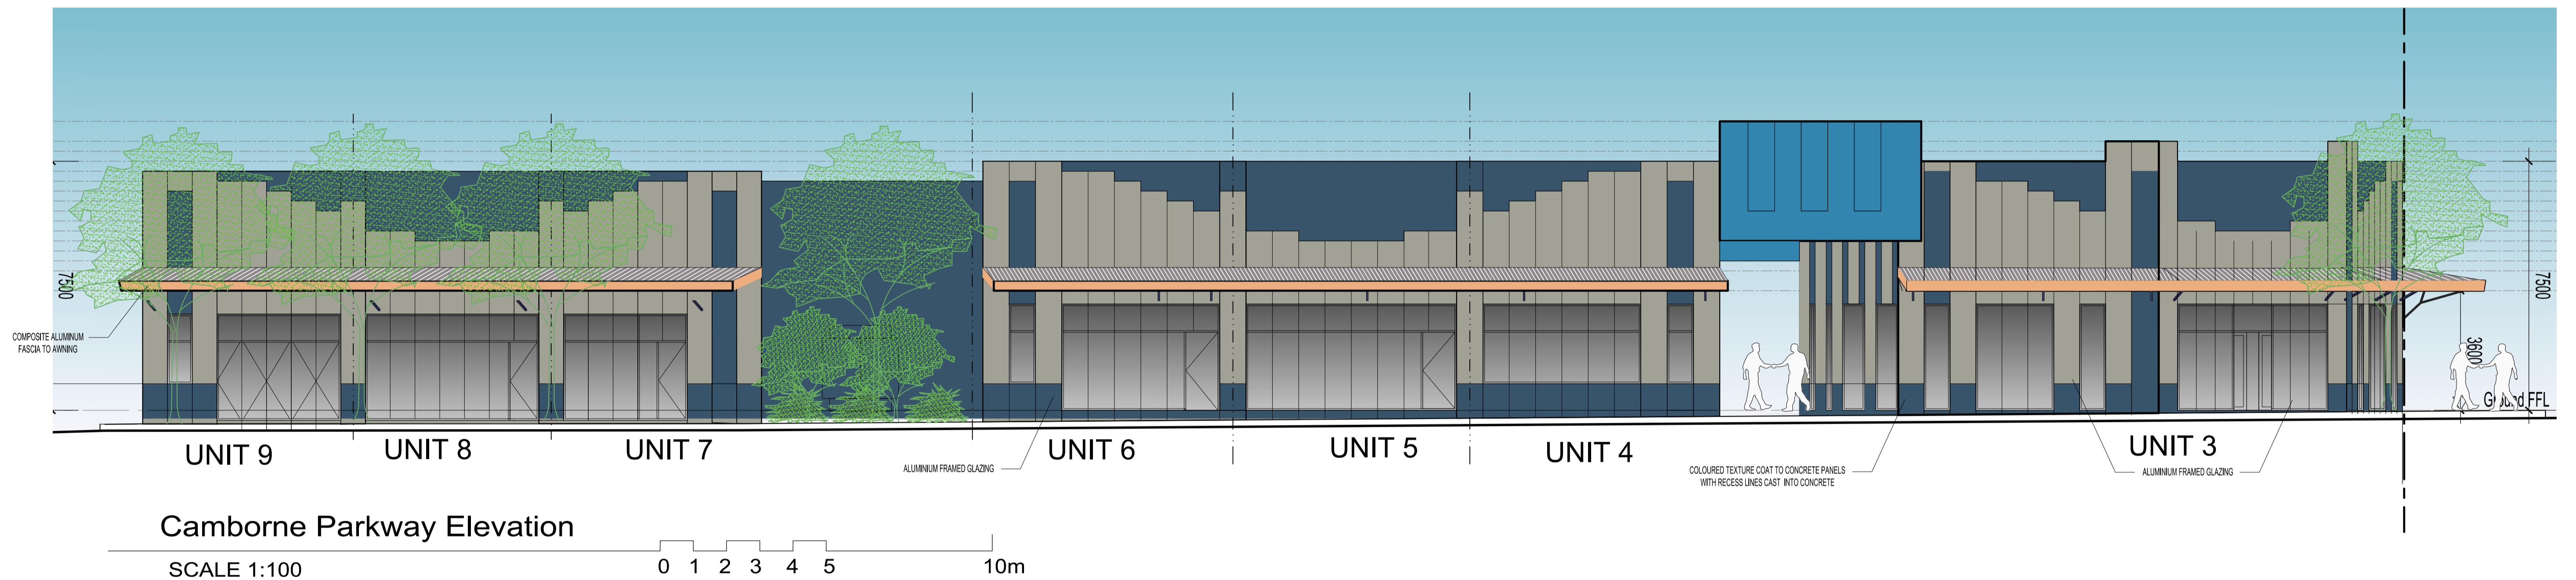 7500
COMPOSITE ALUMINUM
FASCIA TO AWNING
7500
3600
Ground FFL
UNIT 9
UNIT 8
UNIT 7
UNIT 6
UNIT 5
UNIT 4
UNIT 3
ALUMINIUM FRAMED GLAZING
COLOURED TEXTURE COAT TO CONCRETE PANELS
WITH RECESS LINES CAST INTO CONCRETE
ALUMINIUM FRAMED GLAZING
Camborne Parkway Elevation
SCALE 1:100
0 1 2 3 4 5 10m